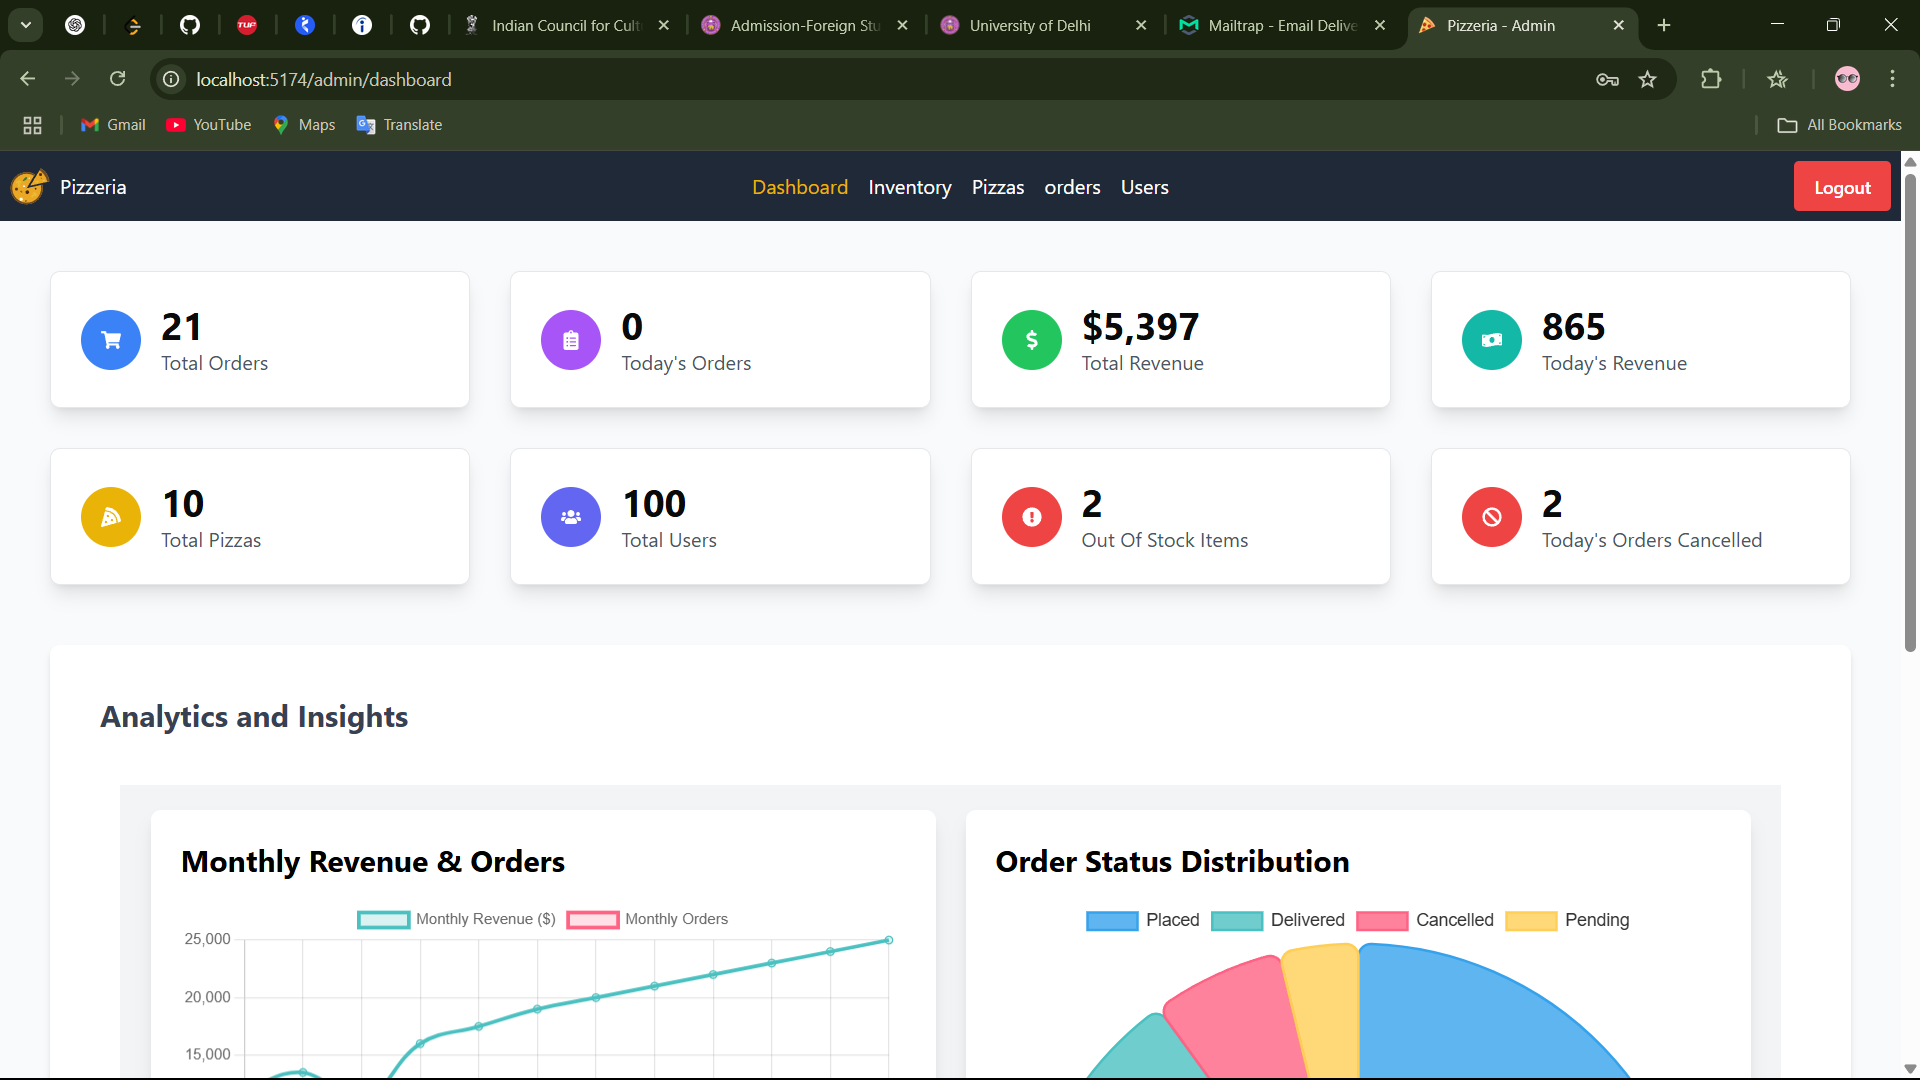 TUF
Indian Council for Cult
Admission-Foreign Stu
University of Delhi
Mailtrap - Email Delive
Pizzeria - Admin
localhost:5174/admin/dashboard
Gmail
YouTube
Maps
Translate
All Bookmarks
Pizzeria
Dashboard
Inventory
Pizzas
orders
Users
Logout
21
Total Orders
0
Today's Orders
$5,397
Total Revenue
865
Today's Revenue
10
Total Pizzas
100
Total Users
2
Out Of Stock Items
2
Today's Orders Cancelled
Analytics and Insights
Monthly Revenue & Orders
Monthly Revenue ($)
Monthly Orders
25,000
20,000
15,000
Order Status Distribution
Placed
Delivered
Cancelled
Pending